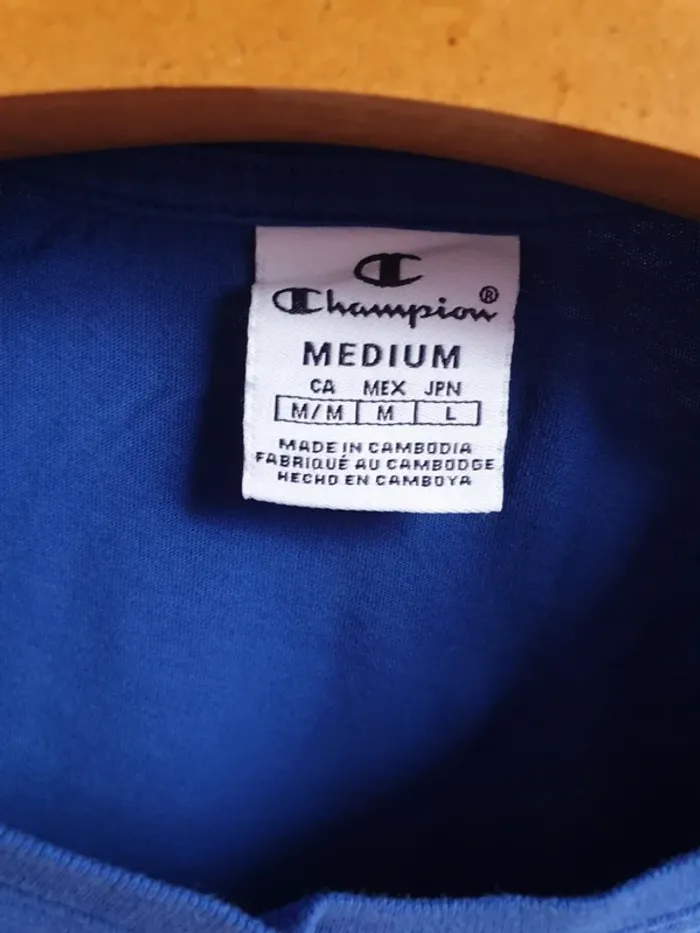 Champion®
MEDIUM
CA MEX JPN
M/M M L
MADE IN CAMBODIA
FABRIQUÉ AU CAMBODGE
HECHO EN CAMBOYA